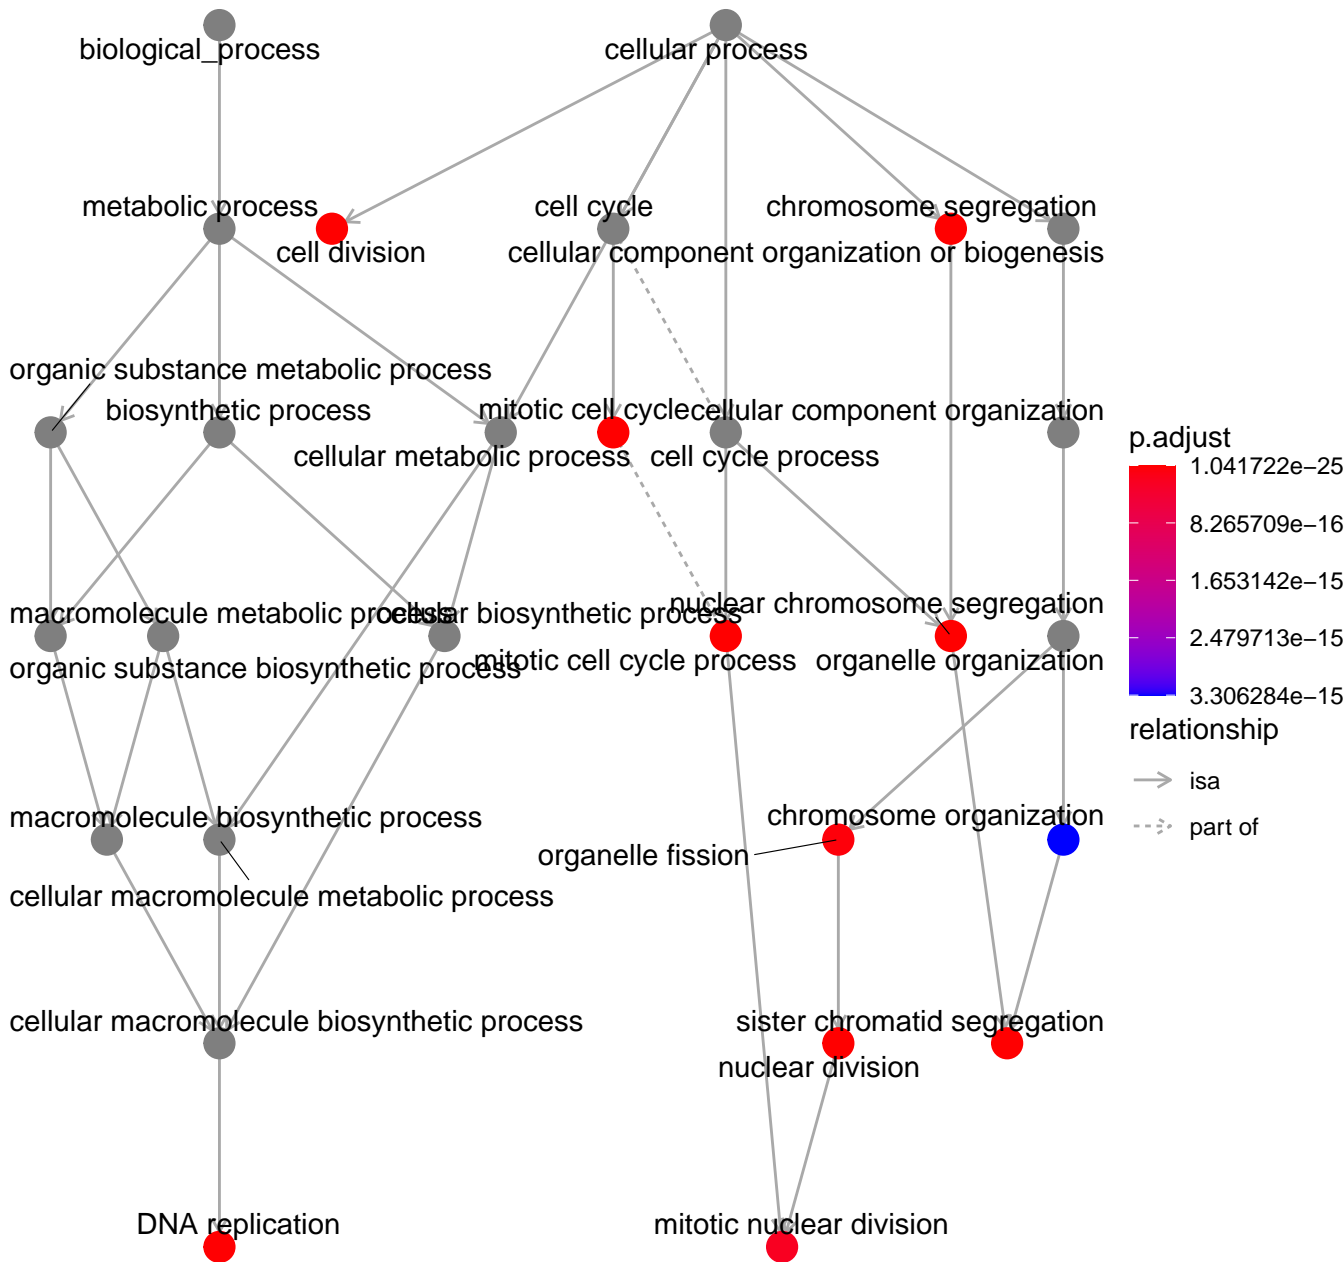 biological_process
cellular process
metabolic process
cell cycle
chromosome segregation
cell division
cellular component organization or biogenesis
organic substance metabolic process
biosynthetic process
mitotic cell cycle
cellular component organization
cellular metabolic process
cell cycle process
p.adjust
1.041722e−25
8.265709e−16
1.653142e−15
2.479713e−15
3.306284e−15
relationship
isa
part of
nuclear chromosome segregation
macromolecule metabolic process
cellular biosynthetic process
mitotic cell cycle process
organelle organization
organic substance biosynthetic process
macromolecule biosynthetic process
chromosome organization
organelle fission
cellular macromolecule metabolic process
cellular macromolecule biosynthetic process
sister chromatid segregation
nuclear division
DNA replication
mitotic nuclear division